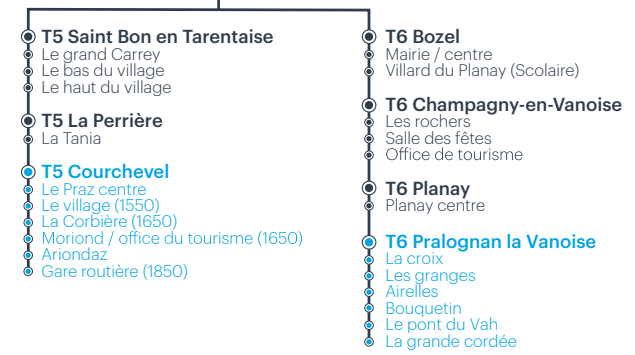 T5 Saint Bon en Tarentaise
Le grand Carrey
Le bas du village
Le haut du village
T5 La Perrière
La Tania
T5 Courchevel
Le Praz centre
Le village (1550)
La Corbière (1650)
Moriond / office du tourisme (1650)
Ariondaz
Gare routière (1850)
T6 Bozel
Mairie / centre
Villard du Planay (Scolaire)
T6 Champagny-en-Vanoise
Les rochers
Salle des fêtes
Office de tourisme
T6 Planay
Planay centre
T6 Pralognan la Vanoise
La croix
Les granges
Airelles
Bouquetin
Le pont du Vah
La grande cordée